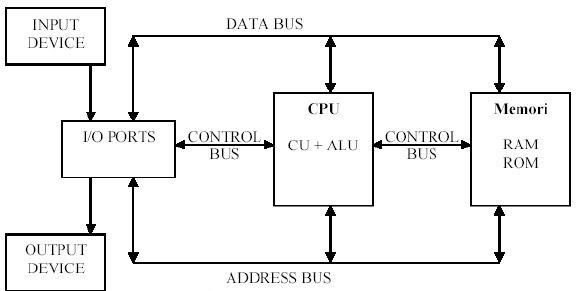 INPUT
DEVICE
DATA BUS
I/O PORTS
CONTROL
BUS
CPU
CU + ALU
CONTROL
BUS
Memori
RAM
ROM
OUTPUT
DEVICE
ADDRESS BUS